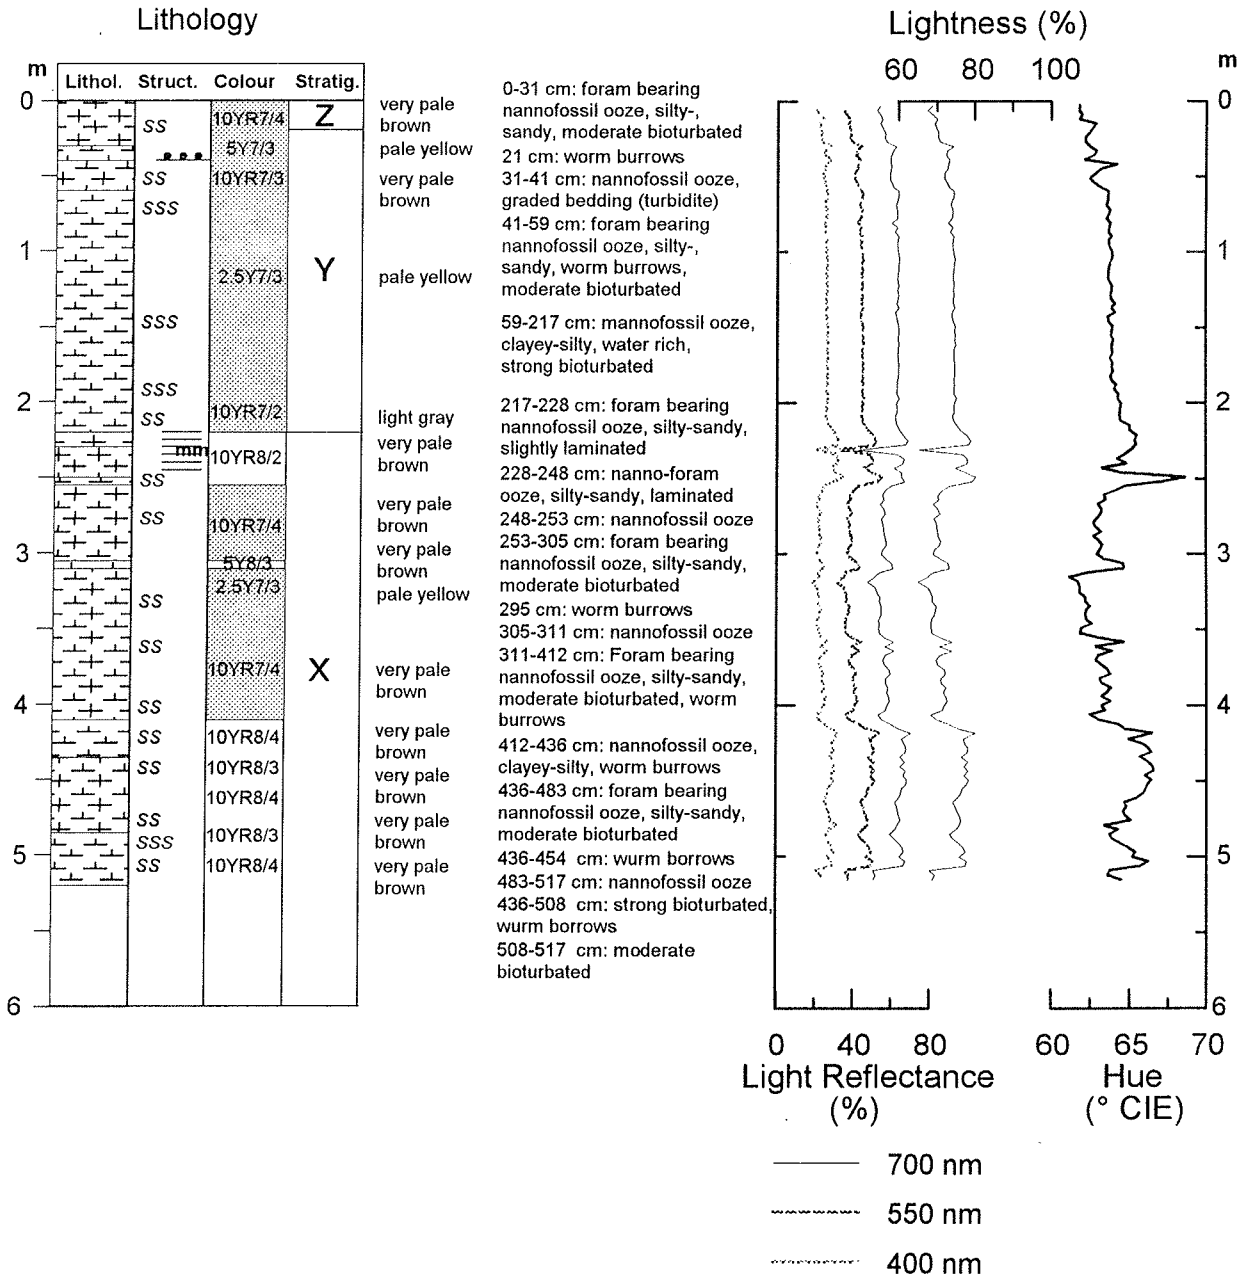 Lithology
Lightness (%)
60 80 100
m
m
Lithol. Struct. Colour Stratig.
0
1
2
3
4
5
6
SS
SS
SSS
SSS
SSS
SS
mm
SS
SS
SS
SS
SS
SS
SS
SS
SSS
SS
10YR7/4
5Y7/3
10YR7/3
2.5Y7/3
10YR7/2
10YR8/2
10YR7/4
5Y8/3
2.5Y7/3
10YR7/4
10YR8/4
10YR8/3
10YR8/4
10YR8/3
10YR8/4
Z
Y
X
very pale
brown
pale yellow
very pale
brown
pale yellow
light gray
very pale
brown
very pale
brown
very pale
brown
pale yellow
very pale
brown
very pale
brown
very pale
brown
very pale
brown
very pale
brown
0-31 cm: foram bearing
nannofossil ooze, silty-,
sandy, moderate bioturbated
21 cm: worm burrows
31-41 cm: nannofossil ooze,
graded bedding (turbidite)
41-59 cm: foram bearing
nannofossil ooze, silty-,
sandy, worm burrows,
moderate bioturbated
59-217 cm: mannofossil ooze,
clayey-silty, water rich,
strong bioturbated
217-228 cm: foram bearing
nannofossil ooze, silty-sandy,
slightly laminated
228-248 cm: nanno-foram
ooze, silty-sandy, laminated
248-253 cm: nannofossil ooze
253-305 cm: foram bearing
nannofossil ooze, silty-sandy,
moderate bioturbated
295 cm: worm burrows
305-311 cm: nannofossil ooze
311-412 cm: Foram bearing
nannofossil ooze, silty-sandy,
moderate bioturbated, worm
burrows
412-436 cm: nannofossil ooze,
clayey-silty, worm burrows
436-483 cm: foram bearing
nannofossil ooze, silty-sandy,
moderate bioturbated
436-454 cm: wurm borrows
483-517 cm: nannofossil ooze
436-508 cm: strong bioturbated,
wurm borrows
508-517 cm: moderate
bioturbated
0
1
2
3
4
5
6
0 40 80
60 65 70
Light Reflectance
(%)
Hue
(° CIE)
700 nm
550 nm
400 nm